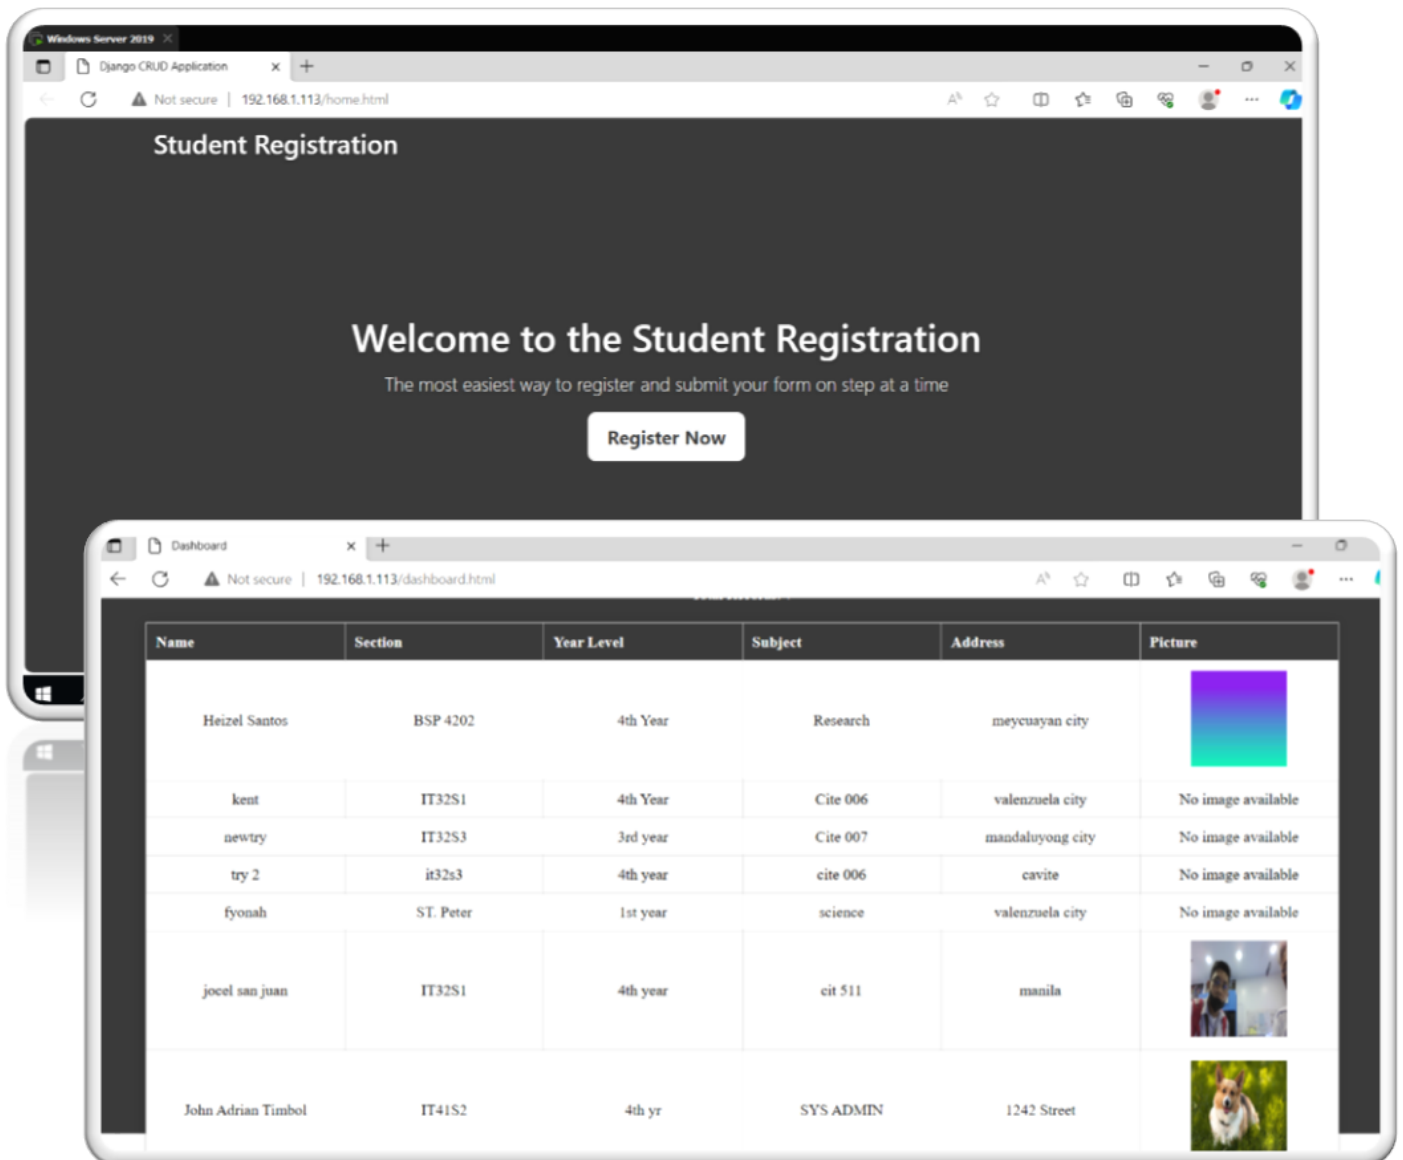 Windows Server 2019
Django CRUD Application
Not secure | 192.168.1.113/home.html
Student Registration
Welcome to the Student Registration
The most easiest way to register and submit your form on step at a time
Register Now
Dashboard
Not secure | 192.168.1.113/dashboard.html
Name Section Year Level Subject Address Picture
Heizel Santos BSP 4202 4th Year Research meycuayan city
kent IT32S1 4th Year Cite 006 valenzuela city No image available
newtry IT32S3 3rd year Cite 007 mandaluyong city No image available
try 2 it32s3 4th year cite 006 cavite No image available
fyonah ST. Peter 1st year science valenzuela city No image available
jocel san juan IT32S1 4th year cit 511 manila
John Adrian Timbol IT41S2 4th yr SYS ADMIN 1242 Street